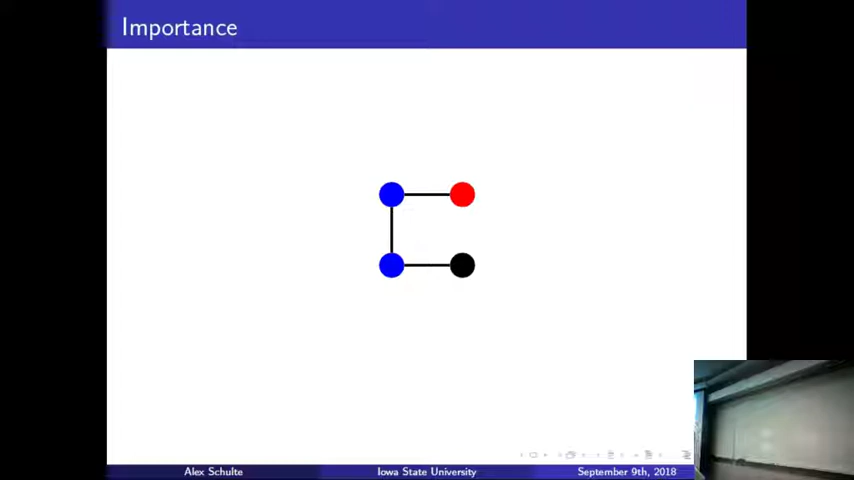 Importance
Alex Schulte
Iowa State University
September 9th, 2018